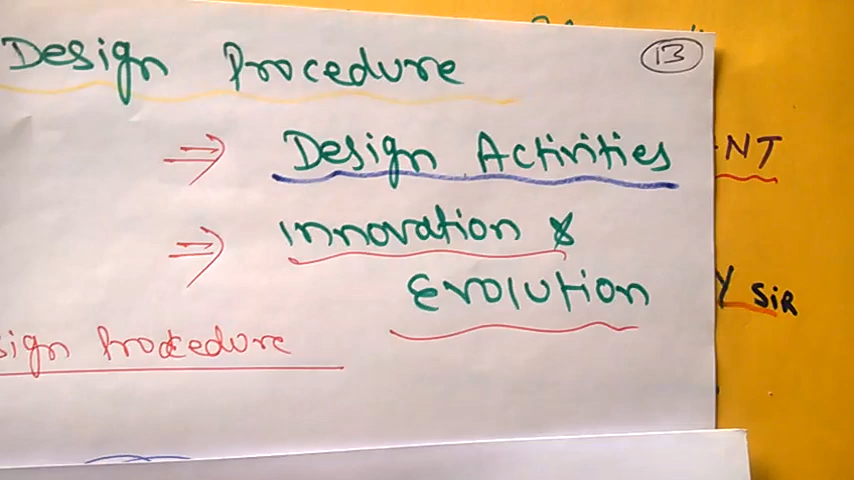 Design Procedure
13
⇒ Design Activities
NT
⇒ Innovation &
Evolution
Y SiR
sign Procedure